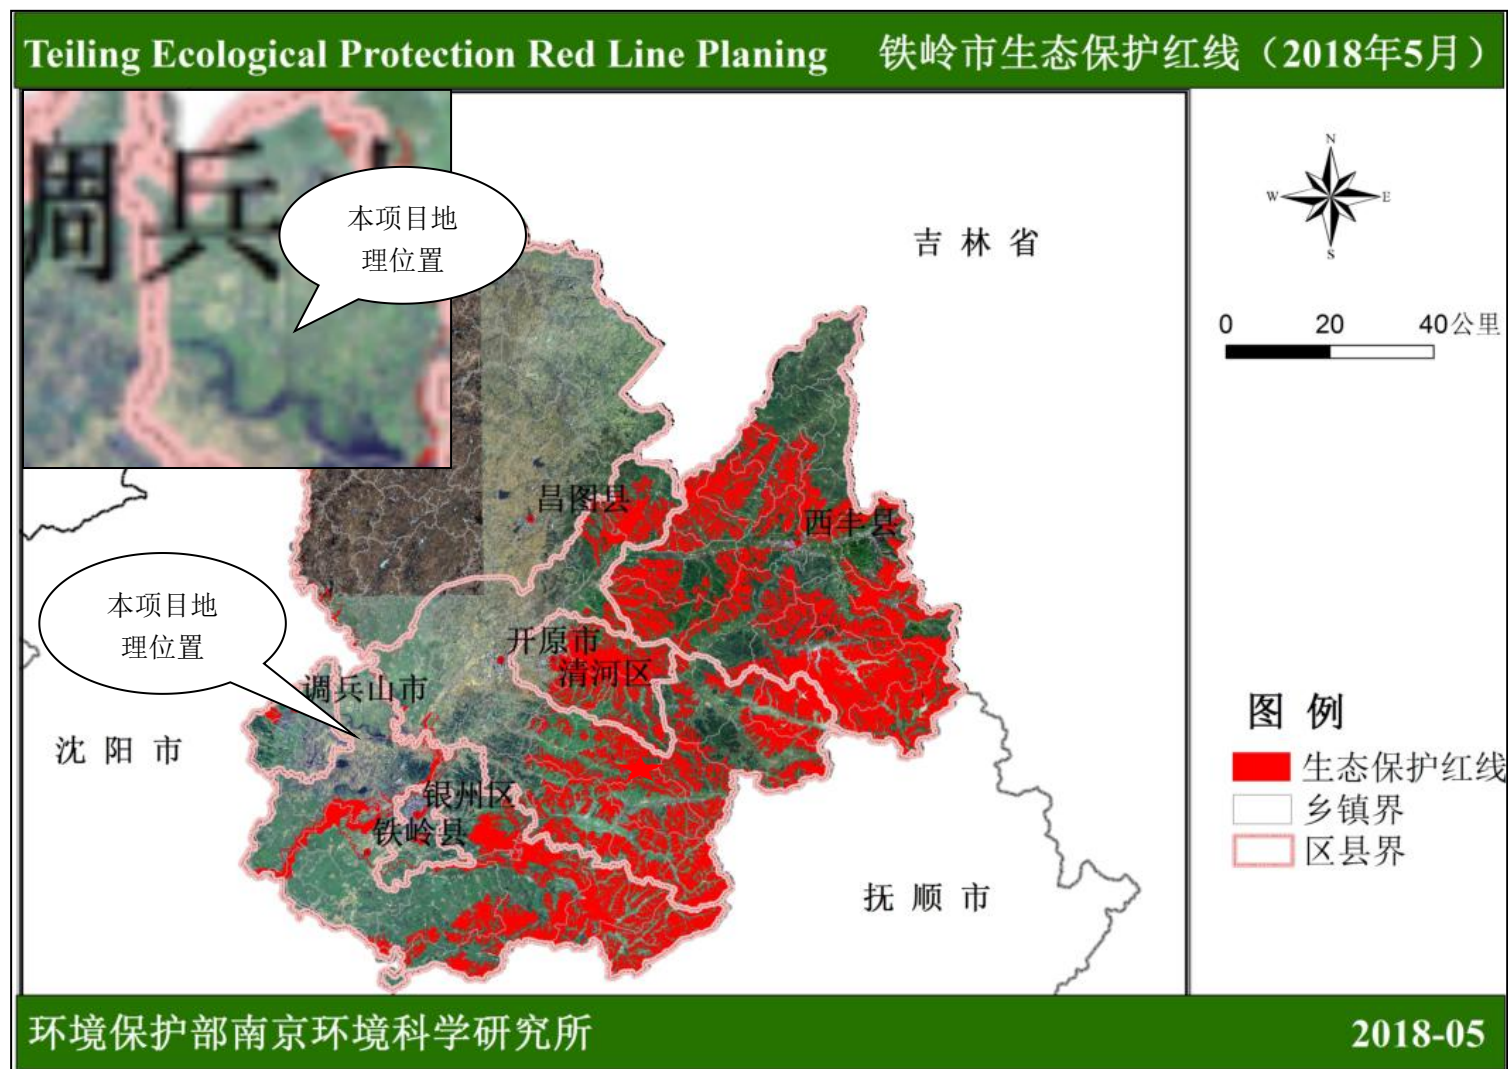 Teiling Ecological Protection Red Line Planing 铁岭市生态保护红线（2018年5月）
调兵山
本项目地
理位置
吉林省
N
W
E
S
0 20 40公里
昌图县
西丰县
本项目地
理位置
开原市
清河区
调兵山市
沈阳市
银州区
铁岭县
抚顺市
图例
生态保护红线
乡镇界
区县界
环境保护部南京环境科学研究所 2018-05